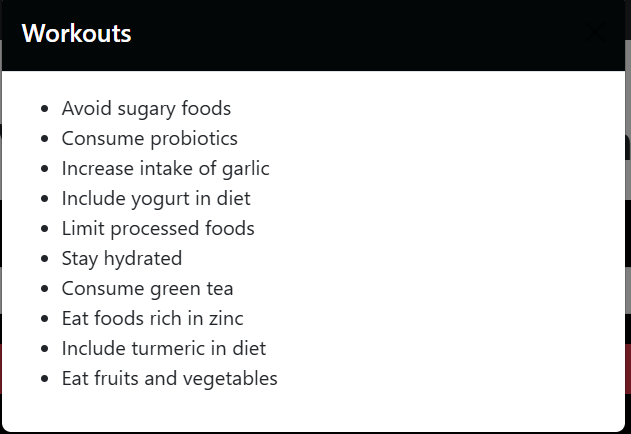 Workouts
• Avoid sugary foods
• Consume probiotics
• Increase intake of garlic
• Include yogurt in diet
• Limit processed foods
• Stay hydrated
• Consume green tea
• Eat foods rich in zinc
• Include turmeric in diet
• Eat fruits and vegetables